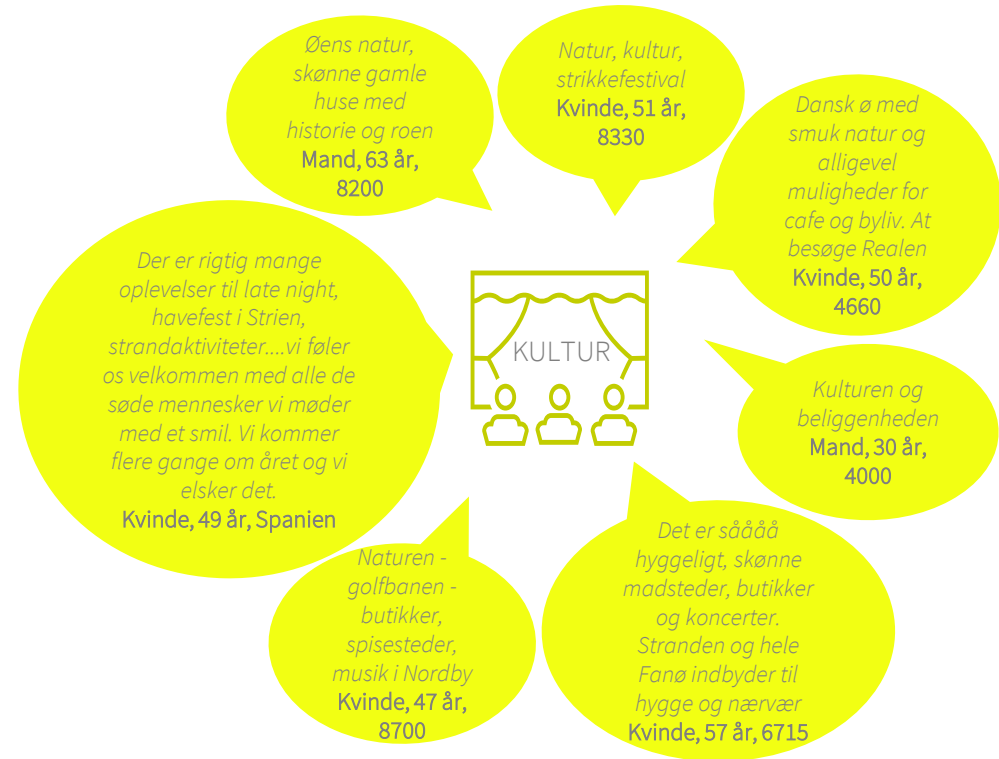 Øens natur,
skønne gamle
huse med
historie og roen
Mand, 63 år,
8200
Natur, kultur,
strikkefestival
Kvinde, 51 år,
8330
Dansk ø med
smuk natur og
alligevel
muligheder for
cafe og byliv. At
besøge Realen
Kvinde, 50 år,
4660
Der er rigtig mange
oplevelser til late night,
havefest i Strien,
strandaktiviteter....vi føler
os velkommen med alle de
søde mennesker vi møder
med et smil. Vi kommer
flere gange om året og vi
elsker det.
Kvinde, 49 år, Spanien
KULTUR
Kulturen og
beliggenheden
Mand, 30 år,
4000
Naturen -
golfbanen -
butikker,
spisesteder,
musik i Nordby
Kvinde, 47 år,
8700
Det er såååå
hyggeligt, skønne
madsteder, butikker
og koncerter.
Stranden og hele
Fanø indbyder til
hygge og nærvær
Kvinde, 57 år, 6715